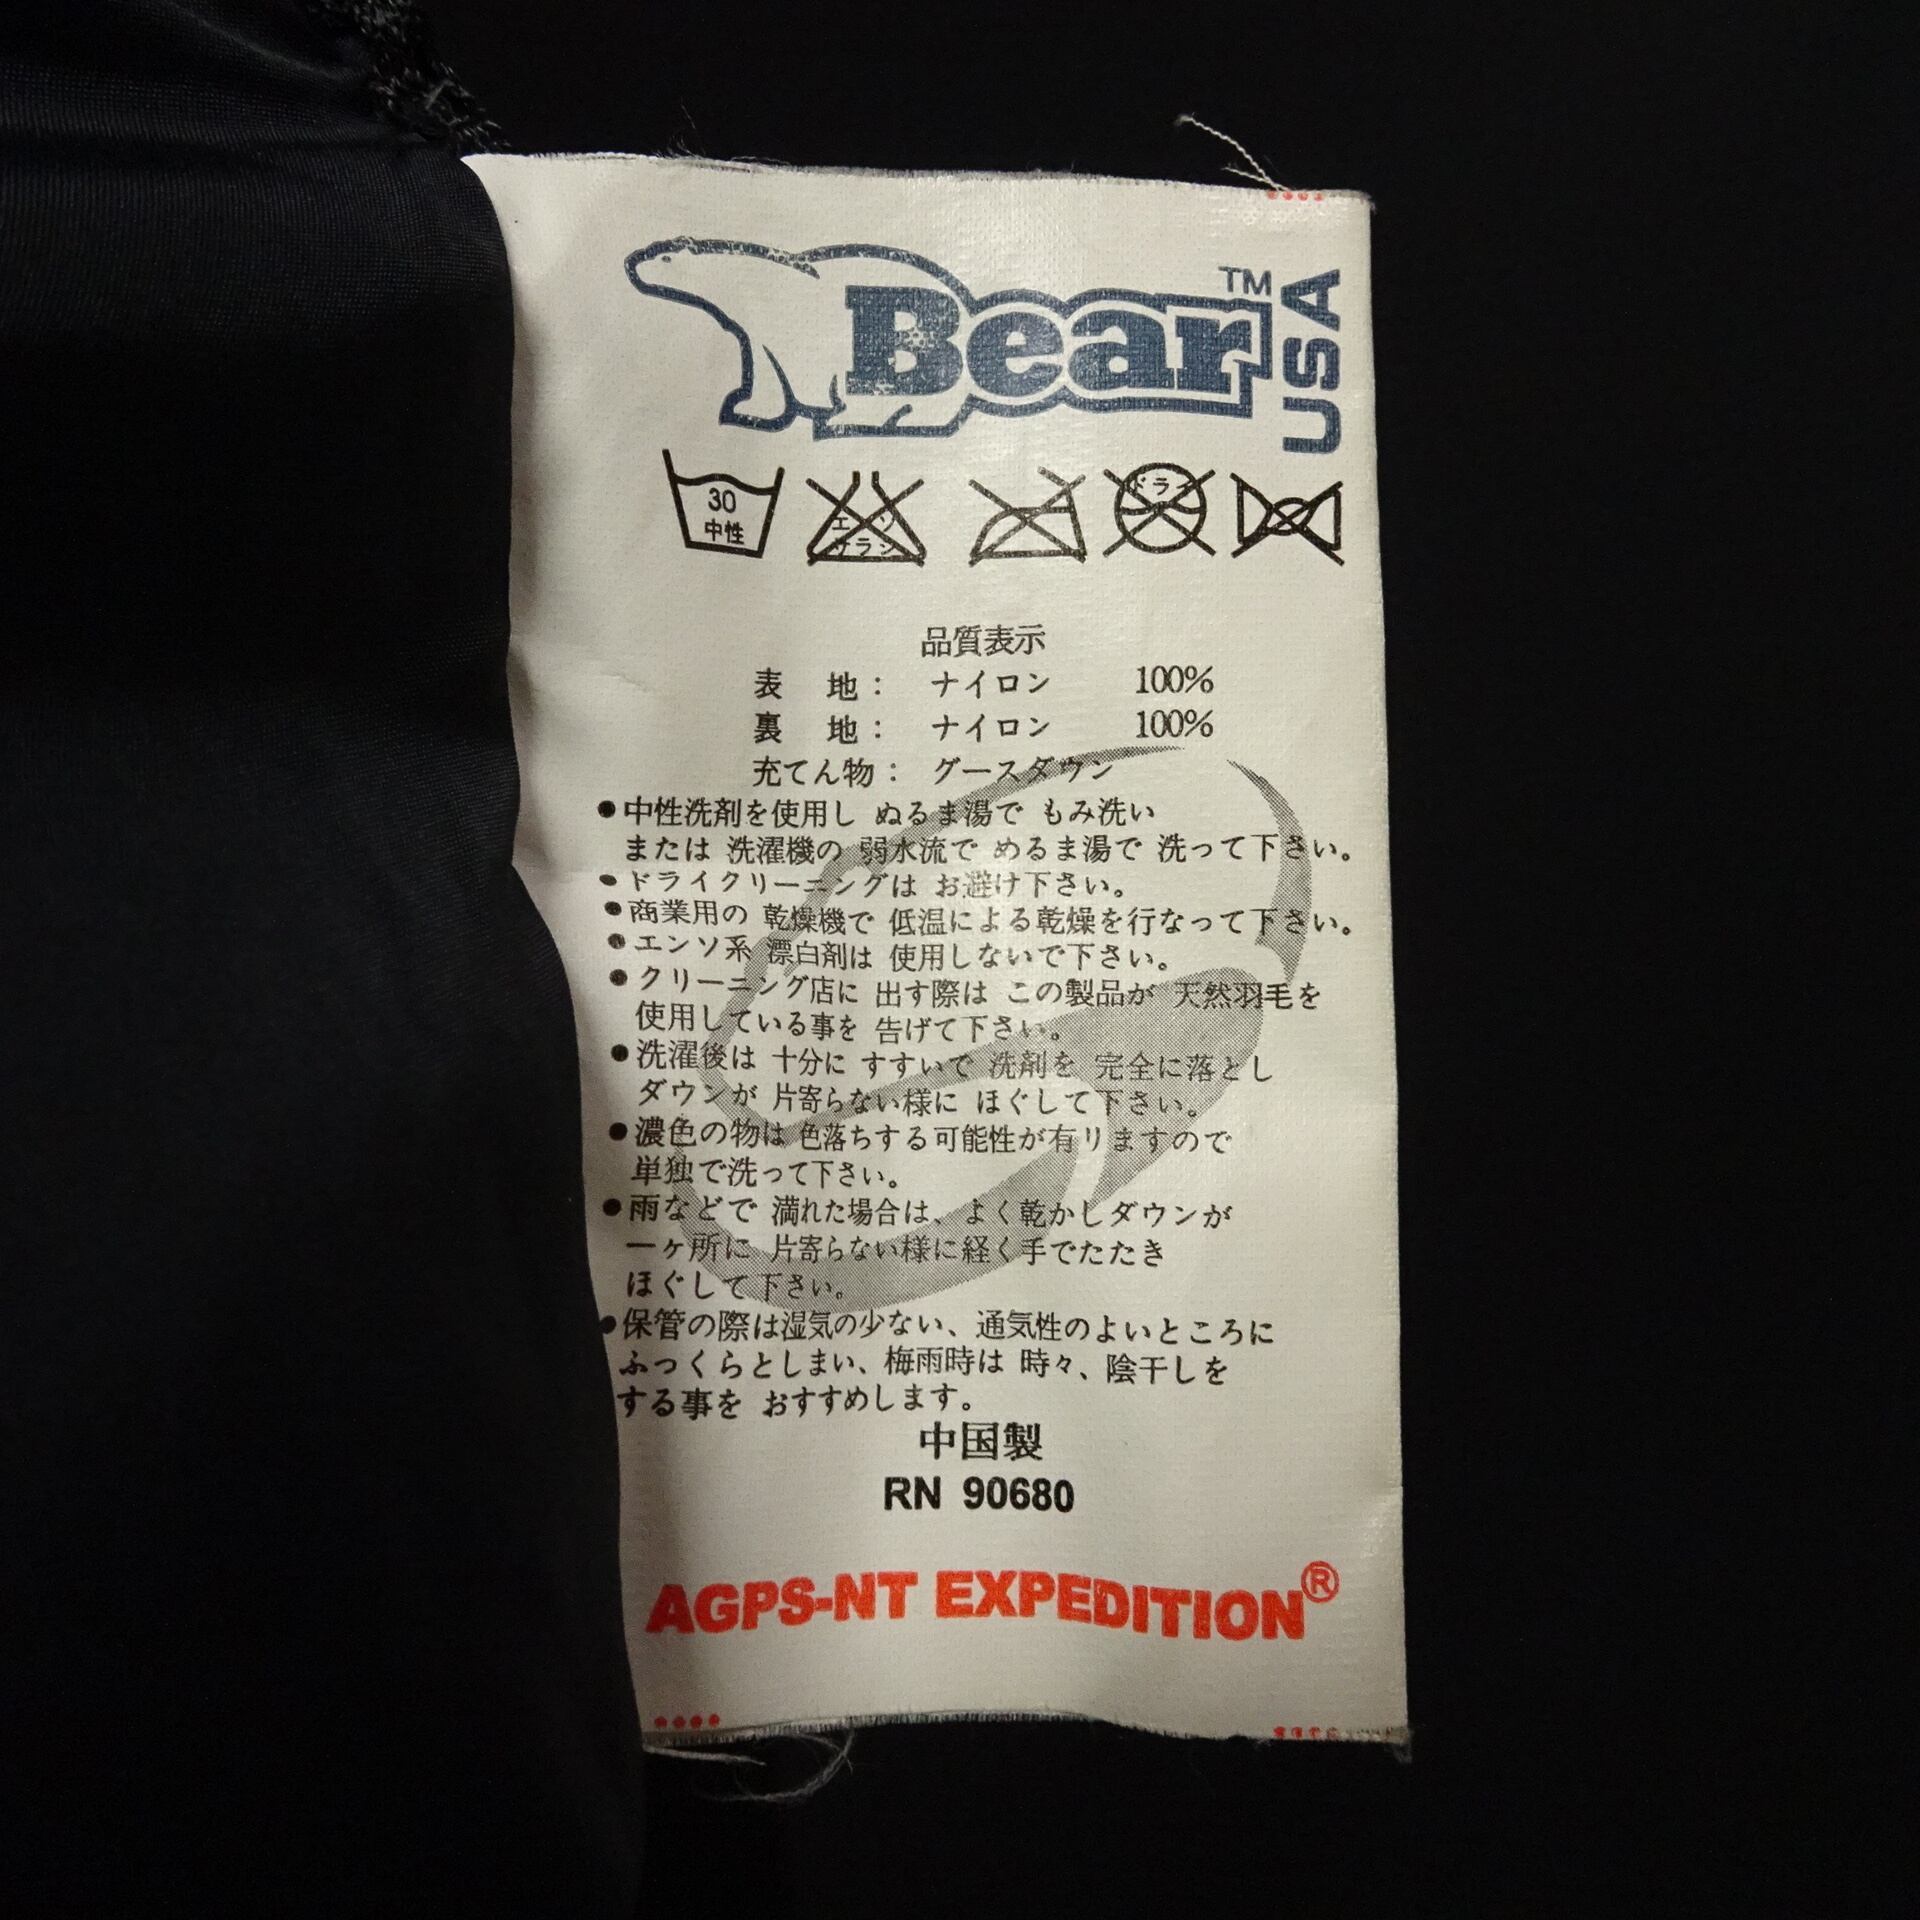 Bear™ USA
30
中性
エンソ
サラシ
ドライ
品質表示
表 地： ナイロン 100%
裏 地： ナイロン 100%
充てん物： グースダウン
●中性洗剤を使用し ぬるま湯で もみ洗い
または 洗濯機の 弱水流で めるま湯で 洗って下さい。
●ドライクリーニングは お避け下さい。
●商業用の 乾燥機で 低温による乾燥を行なって下さい。
●エンソ系 漂白剤は 使用しないで下さい。
●クリーニング店に 出す際は この製品が 天然羽毛を
使用している事を 告げて下さい。
●洗濯後は 十分に すすいで 洗剤を 完全に落とし
ダウンが 片寄らない様に ほぐして下さい。
●濃色の物は 色落ちする可能性が有リますので
単独で洗って下さい。
●雨などで 満れた場合は、よく乾かしダウンが
一ヶ所に 片寄らない様に経く手でたたき
ほぐして下さい。
●保管の際は湿気の少ない、通気性のよいところに
ふっくらとしまい、梅雨時は 時々、陰干しを
する事を おすすめします。
中国製
RN 90680
AGPS-NT EXPEDITION®